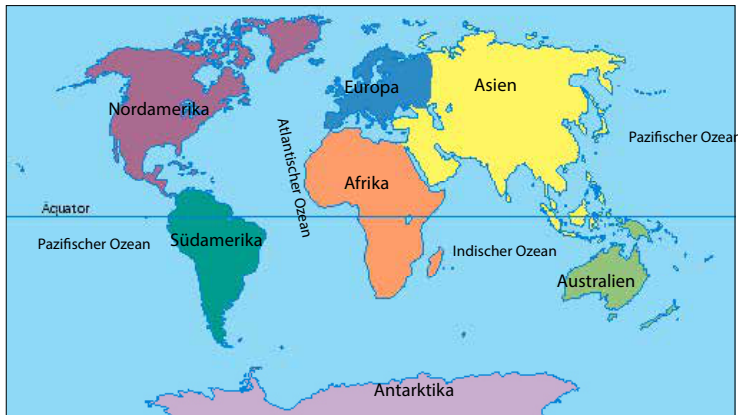 Europa
Asien
Nordamerika
Atlantischer Ozean
Pazifischer Ozean
Afrika
Äquator
Pazifischer Ozean
Südamerika
Indischer Ozean
Australien
Antarktika